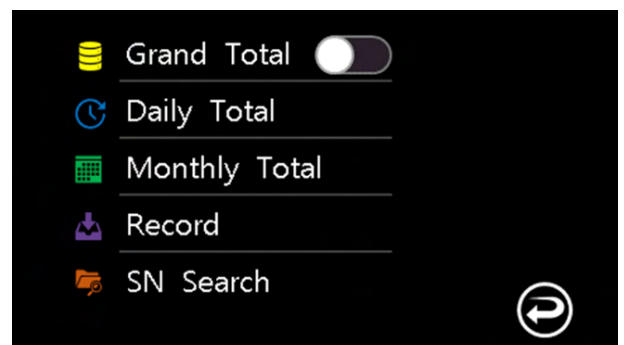 Grand Total
Daily Total
Monthly Total
Record
SN Search